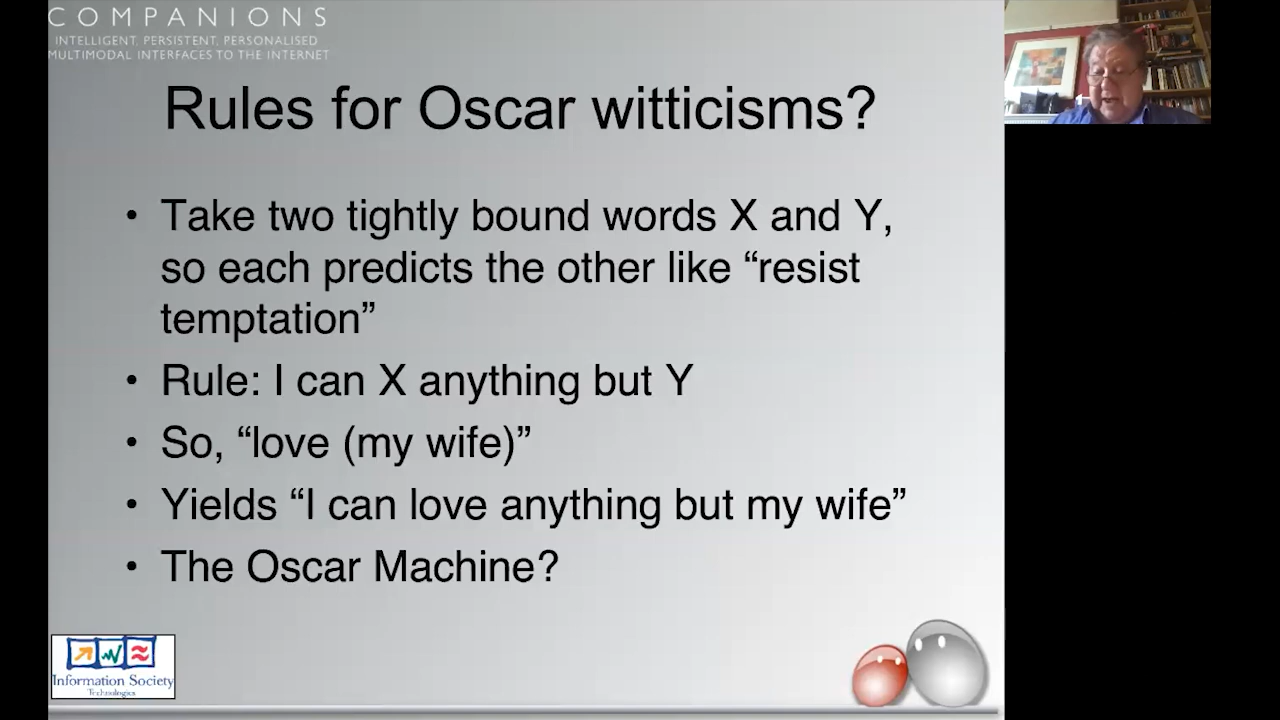 COMPANIONS
INTELLIGENT, PERSISTENT, PERSONALISED
MULTIMODAL INTERFACES TO THE INTERNET
Rules for Oscar witticisms?
• Take two tightly bound words X and Y,
so each predicts the other like “resist
temptation”
• Rule: I can X anything but Y
• So, “love (my wife)”
• Yields “I can love anything but my wife”
• The Oscar Machine?
Information Society
Technologies